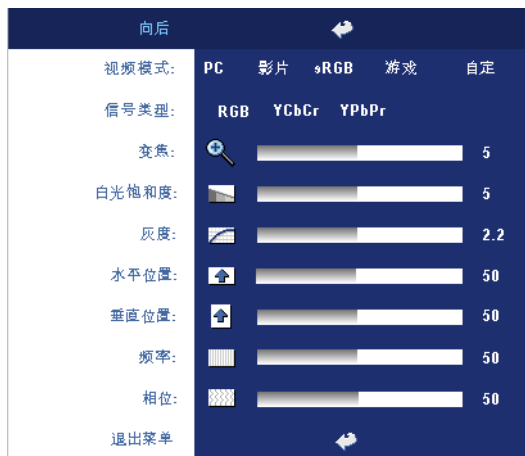 向后
视频模式: PC 影片 sRGB 游戏 自定
信号类型: RGB YCbCr YPbPr
变焦: 5
白光饱和度: 5
灰度: 2.2
水平位置: 50
垂直位置: 50
频率: 50
相位: 50
退出菜单